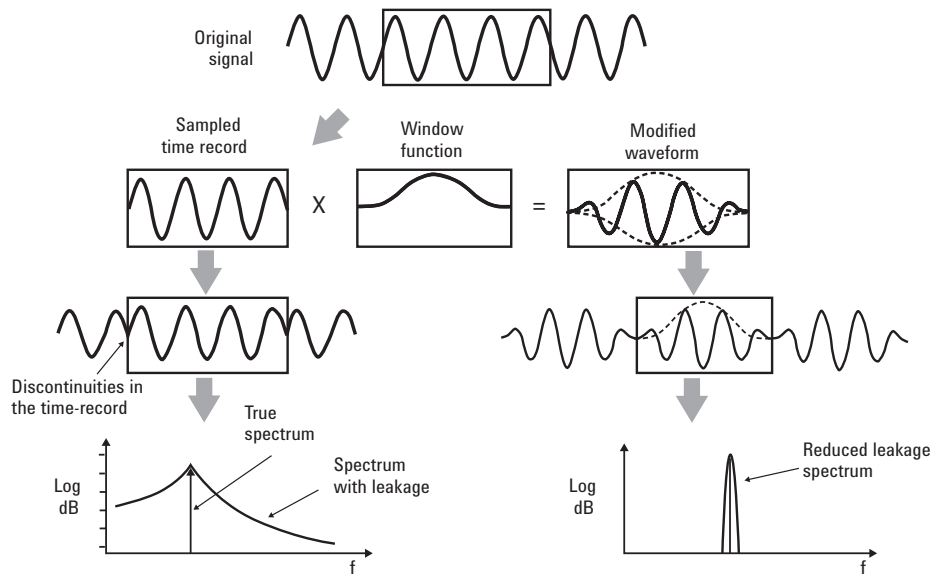 Original
signal
Sampled
time record
Window
function
Modified
waveform
X
=
Discontinuities in
the time-record
True
spectrum
Spectrum
with leakage
Log
dB
f
Reduced leakage
spectrum
Log
dB
f